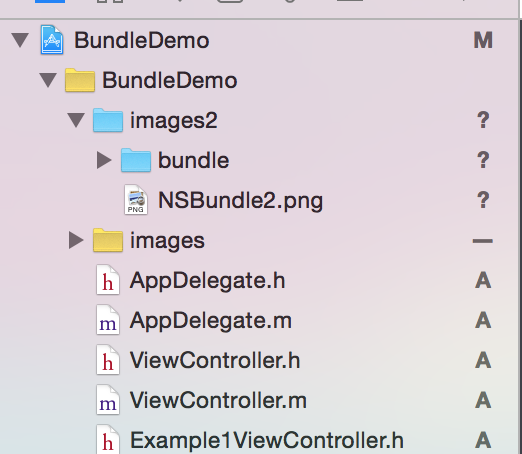 BundleDemo M
BundleDemo
images2 ?
bundle ?
PNG NSBundle2.png ?
images —
h AppDelegate.h A
m AppDelegate.m A
h ViewController.h A
m ViewController.m A
h Example1ViewController.h A